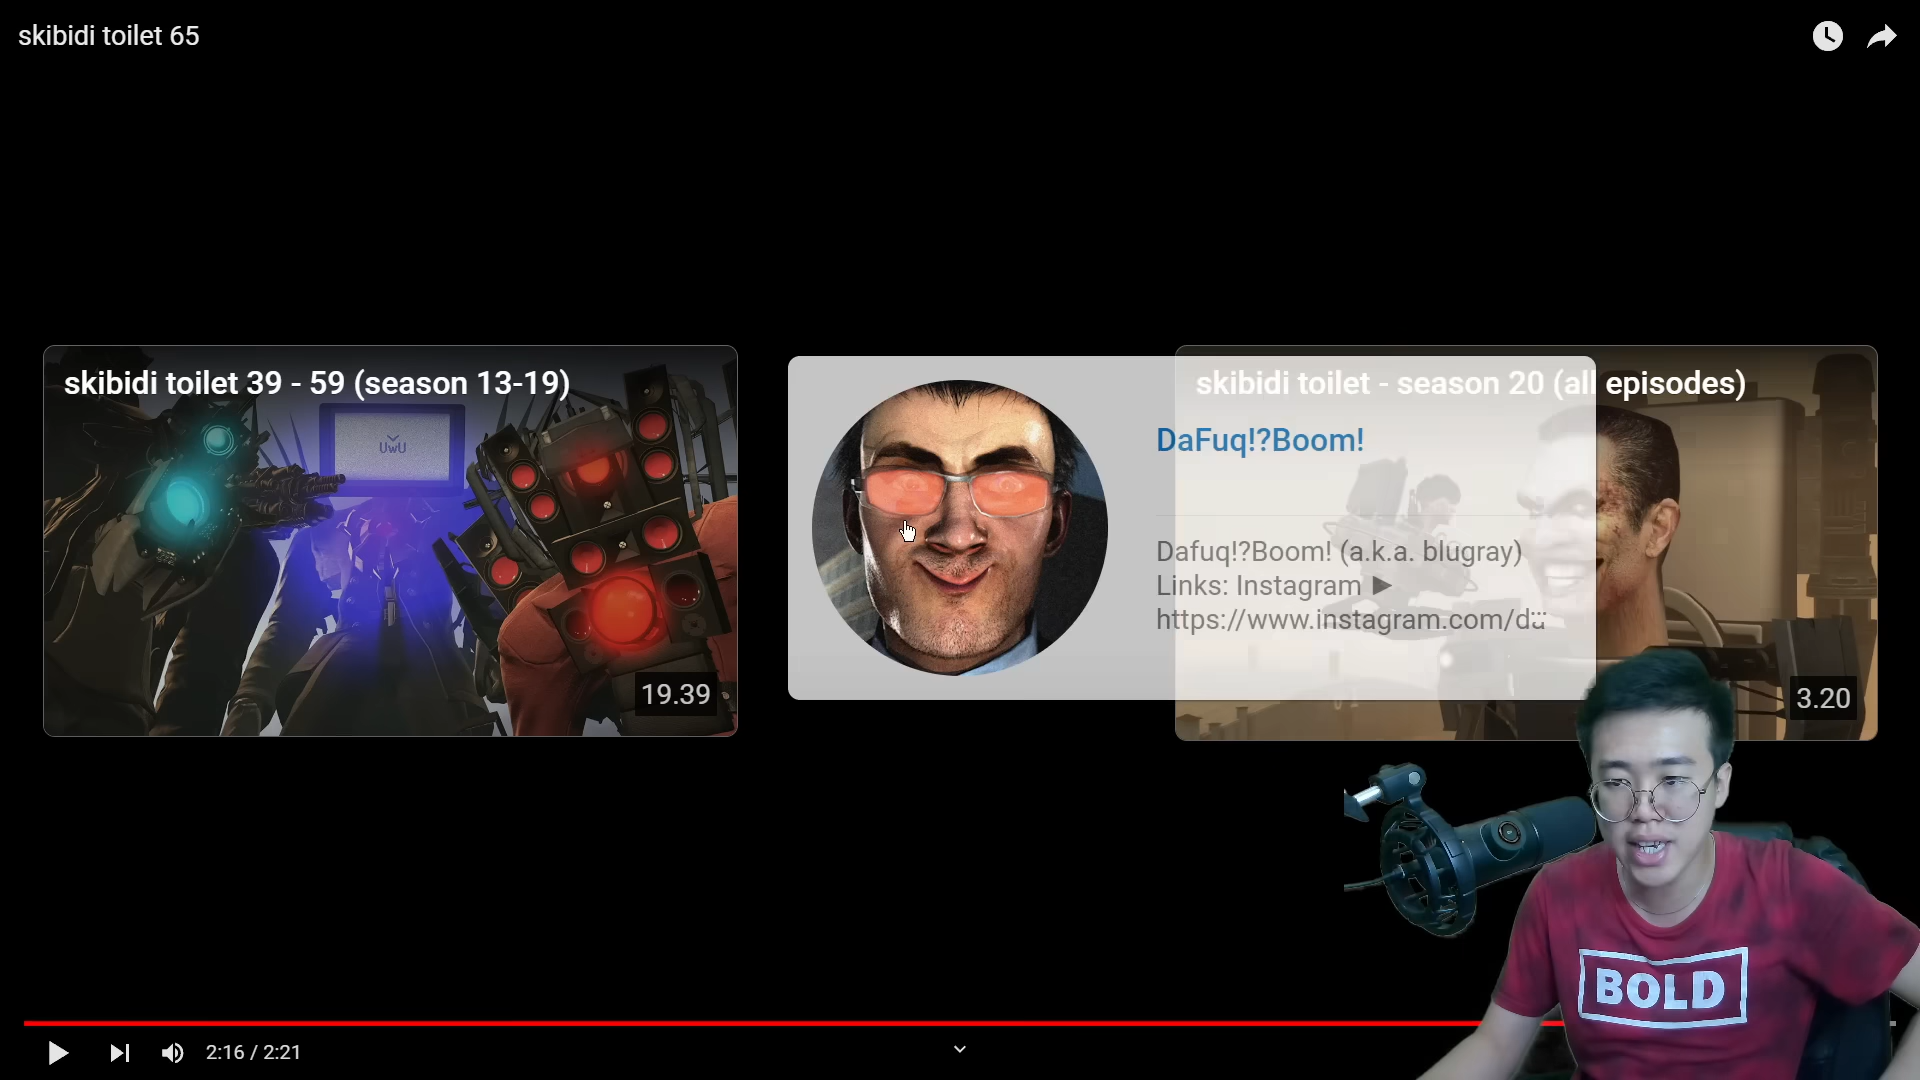 skibidi toilet 65
skibidi toilet 39 - 59 (season 13-19)
UwU
19.39
DaFuq!?Boom!
Dafuq!?Boom! (a.k.a. blugray)
Links: Instagram ►
https://www.instagram.com/d
skibidi toilet - season 20 (all episodes)
3.20
BOLD
2:16 / 2:21